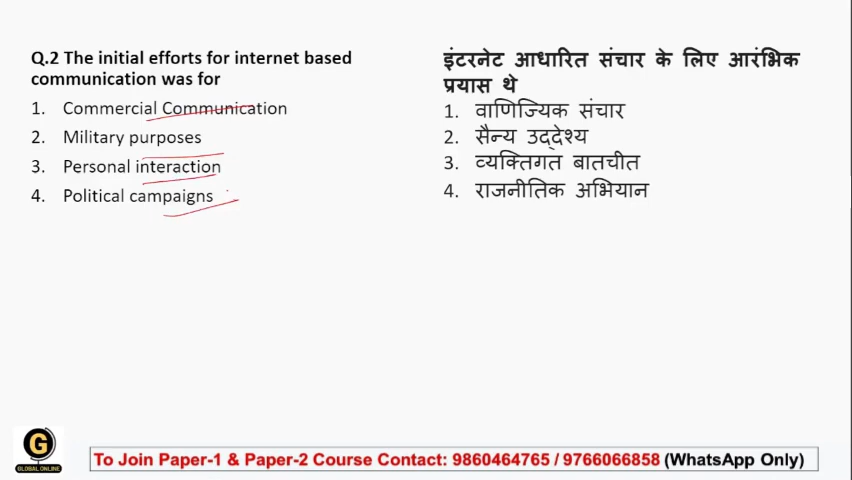 Q.2 The initial efforts for internet based
communication was for
1. Commercial Communication
2. Military purposes
3. Personal interaction
4. Political campaigns
इंटरनेट आधारित संचार के लिए आरंभिक
प्रयास थे
1. वाणिज्यिक संचार
2. सैन्य उद्देश्य
3. व्यक्तिगत बातचीत
4. राजनीतिक अभियान
G
GLOBAL ONLINE
To Join Paper-1 & Paper-2 Course Contact: 9860464765 / 9766066858 (WhatsApp Only)